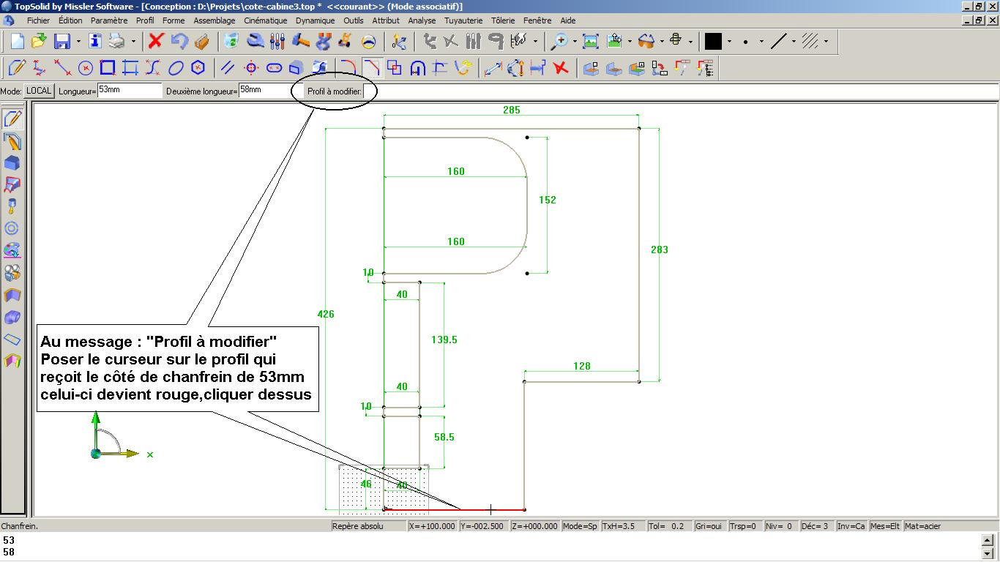 TopSolid by Missler Software - [Conception : D:\Projets\cote-cabine3.top * <<courant>> (Mode associatif)]
Fichier Édition Paramètre Profil Forme Assemblage Cinématique Dynamique Outils Attribut Analyse Tuyauterie Tôlerie Fenêtre Aide
Mode: LOCAL Longueur= 53mm Deuxième longueur= 58mm Profil à modifier:
285
160
152
160
283
10
40
426
139.5
Au message : "Profil à modifier"
Poser le curseur sur le profil qui
reçoit le côté de chanfrein de 53mm
celui-ci devient rouge,cliquer dessus
128
40
10
58.5
x
46
40
Chanfrein. Repère absolu X=+100.000 Y=-002.500 Z=+000.000 Mode=Sp TxH=3.5 Tol= 0.2 Gri=oui Trsp=0 Niv= 0 Déc= 3 Inv=Ca Mes=Elt Mat=acier
53
58